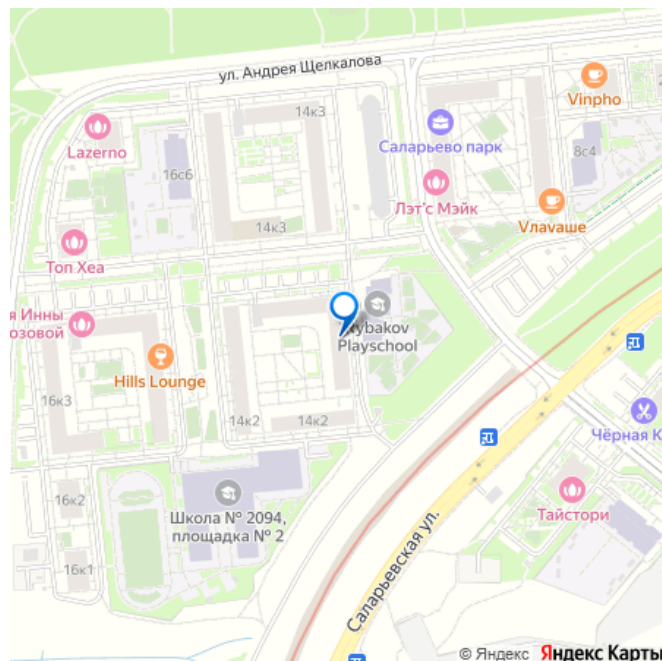 ул. Андрея Щелкалова
Vinpho
14к3
Lazerno
16с6
Саларьево парк
8с4
Лэт'с Мэйк
Vлаваше
14к3
Топ Хеа
я Инны
озовой
Rybakov
Playschool
Hills Lounge
16к3
14к2
14к2
Чёрная К
Тайстори
Школа № 2094,
площадка № 2
16к2
16к1
Саларьевская ул.
© Яндекс Яндекс Карты